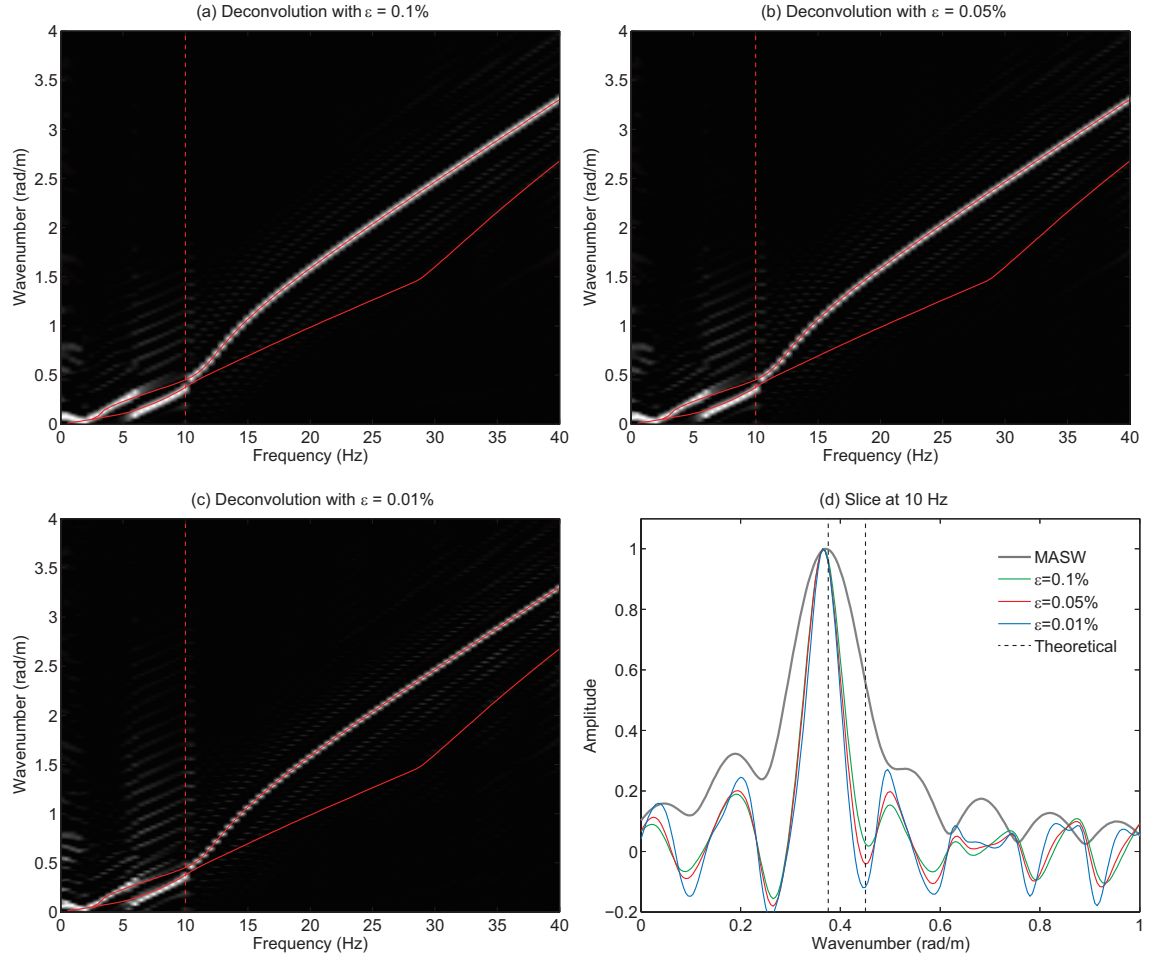 (a) Deconvolution with ε = 0.1%
4
3.5
3
2.5
2
1.5
1
0.5
0
Wavenumber (rad/m)
0 5 10 15 20 25 30 35 40
Frequency (Hz)
(b) Deconvolution with ε = 0.05%
4
3.5
3
2.5
2
1.5
1
0.5
0
Wavenumber (rad/m)
0 5 10 15 20 25 30 35 40
Frequency (Hz)
(c) Deconvolution with ε = 0.01%
4
3.5
3
2.5
2
1.5
1
0.5
0
Wavenumber (rad/m)
0 5 10 15 20 25 30 35 40
Frequency (Hz)
(d) Slice at 10 Hz
1
0.8
0.6
0.4
0.2
0
−0.2
Amplitude
MASW
ε=0.1%
ε=0.05%
ε=0.01%
Theoretical
0 0.2 0.4 0.6 0.8 1
Wavenumber (rad/m)